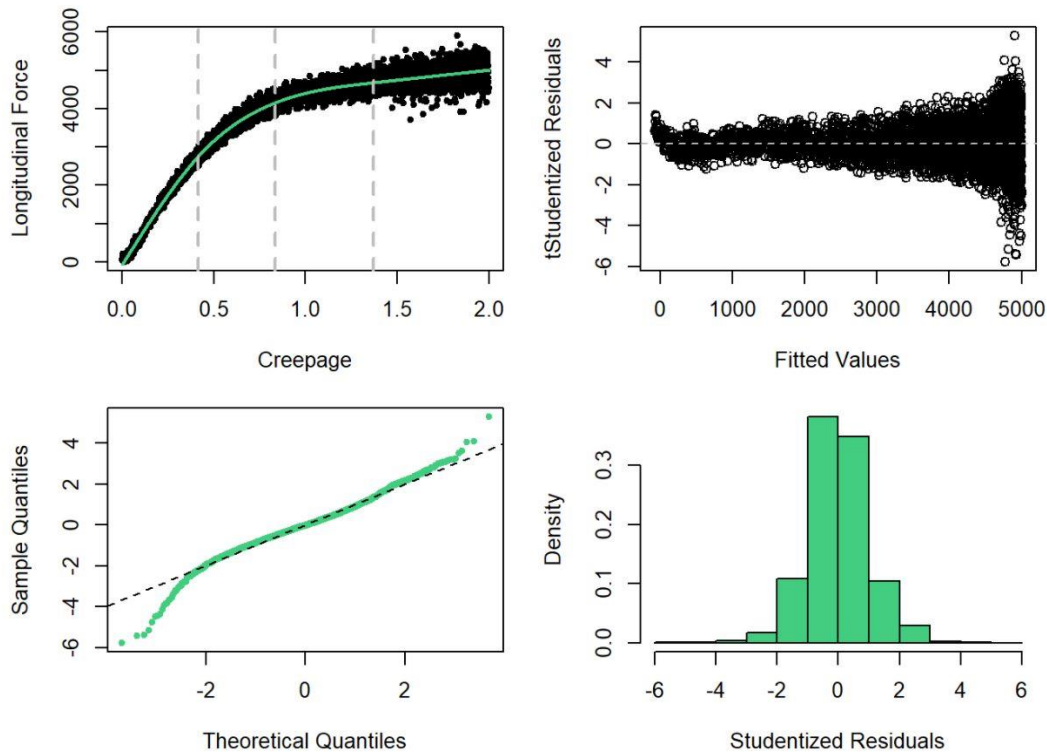 Longitudinal Force
0 2000 4000 6000
0.0 0.5 1.0 1.5 2.0
Creepage
tStudentized Residuals
-6 -4 -2 0 2 4
0 1000 2000 3000 4000 5000
Fitted Values
Sample Quantiles
-6 -4 -2 0 2 4
-2 0 2
Theoretical Quantiles
Density
0.0 0.1 0.2 0.3
-6 -4 -2 0 2 4 6
Studentized Residuals